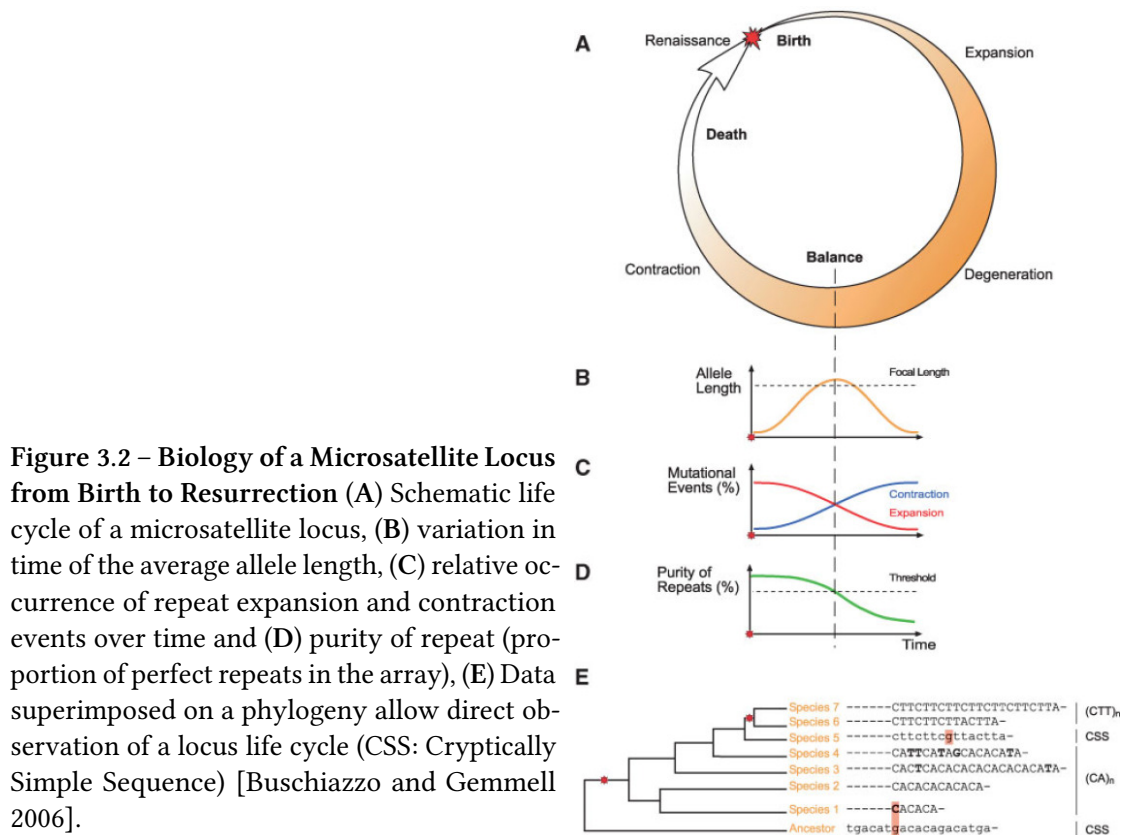 A
Renaissance
Birth
Expansion
Death
Balance
Contraction
Degeneration
B
Allele
Length
Focal Length
C
Mutational
Events (%)
Contraction
Expansion
D
Purity of
Repeats (%)
Threshold
Time
E
Species 7 ------CTTCTTCTTCTTCTTCTTCTTA- (CTT)n
Species 6 ------CTTCTTCTTACTTA-
Species 5 ------cttcttcgttactta- CSS
Species 4 ------CATTCATAGCACACATA-
Species 3 ------CACTCACACACACACACACATA- (CA)n
Species 2 ------CACACACACACA-
Species 1 ------CACACA-
Ancestor tgacatgacacagacatga- CSS
Figure 3.2 – Biology of a Microsatellite Locus
from Birth to Resurrection (A) Schematic life
cycle of a microsatellite locus, (B) variation in
time of the average allele length, (C) relative oc-
currence of repeat expansion and contraction
events over time and (D) purity of repeat (pro-
portion of perfect repeats in the array), (E) Data
superimposed on a phylogeny allow direct ob-
servation of a locus life cycle (CSS: Cryptically
Simple Sequence) [Buschiazzo and Gemmell
2006].